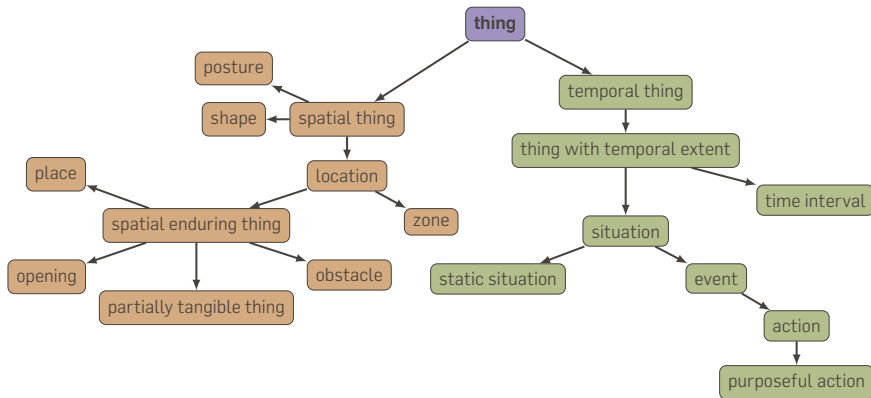 thing
posture
temporal thing
shape
spatial thing
thing with temporal extent
place
location
time interval
spatial enduring thing
zone
situation
opening
obstacle
static situation
event
partially tangible thing
action
purposeful action